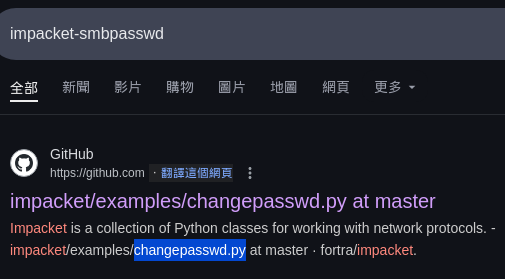 impacket-smbpasswd
全部 新聞 影片 購物 圖片 地圖 網頁 更多
GitHub
https://github.com · 翻譯這個網頁
impacket/examples/changepasswd.py at master
Impacket is a collection of Python classes for working with network protocols. -
impacket/examples/changepasswd.py at master · fortra/impacket.